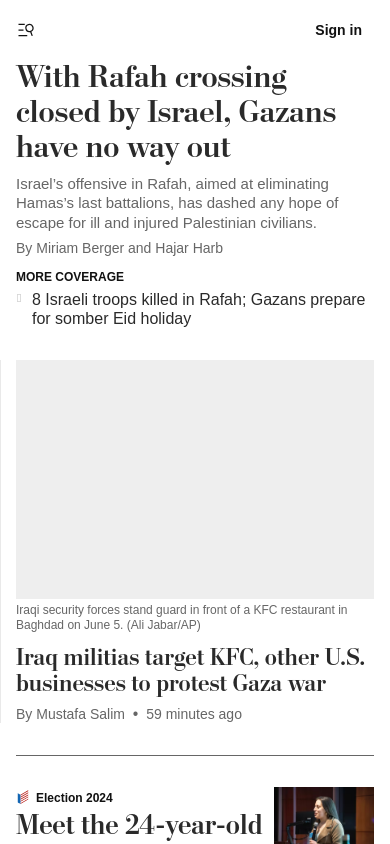 Sign in
With Rafah crossing
closed by Israel, Gazans
have no way out
Israel’s offensive in Rafah, aimed at eliminating
Hamas’s last battalions, has dashed any hope of
escape for ill and injured Palestinian civilians.
By Miriam Berger and Hajar Harb
MORE COVERAGE
8 Israeli troops killed in Rafah; Gazans prepare
for somber Eid holiday
Iraqi security forces stand guard in front of a KFC restaurant in
Baghdad on June 5. (Ali Jabar/AP)
Iraq militias target KFC, other U.S.
businesses to protest Gaza war
By Mustafa Salim • 59 minutes ago
Election 2024
Meet the 24-year-old